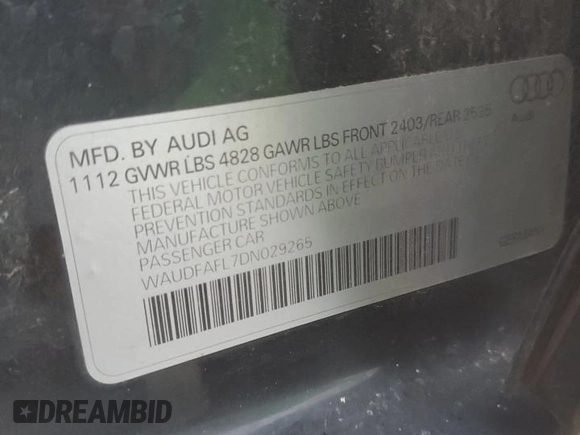 MFD. BY AUDI AG
1112 GVWR LBS 4828 GAWR LBS FRONT 2403/REAR 2525
THIS VEHICLE CONFORMS TO ALL APPLICABLE
FEDERAL MOTOR VEHICLE SAFETY BUMPER AND THEFT
PREVENTION STANDARDS IN EFFECT ON THE DATE OF
MANUFACTURE SHOWN ABOVE
PASSENGER CAR
WAUDFAFL7DN029265
Audi
DREAMBID